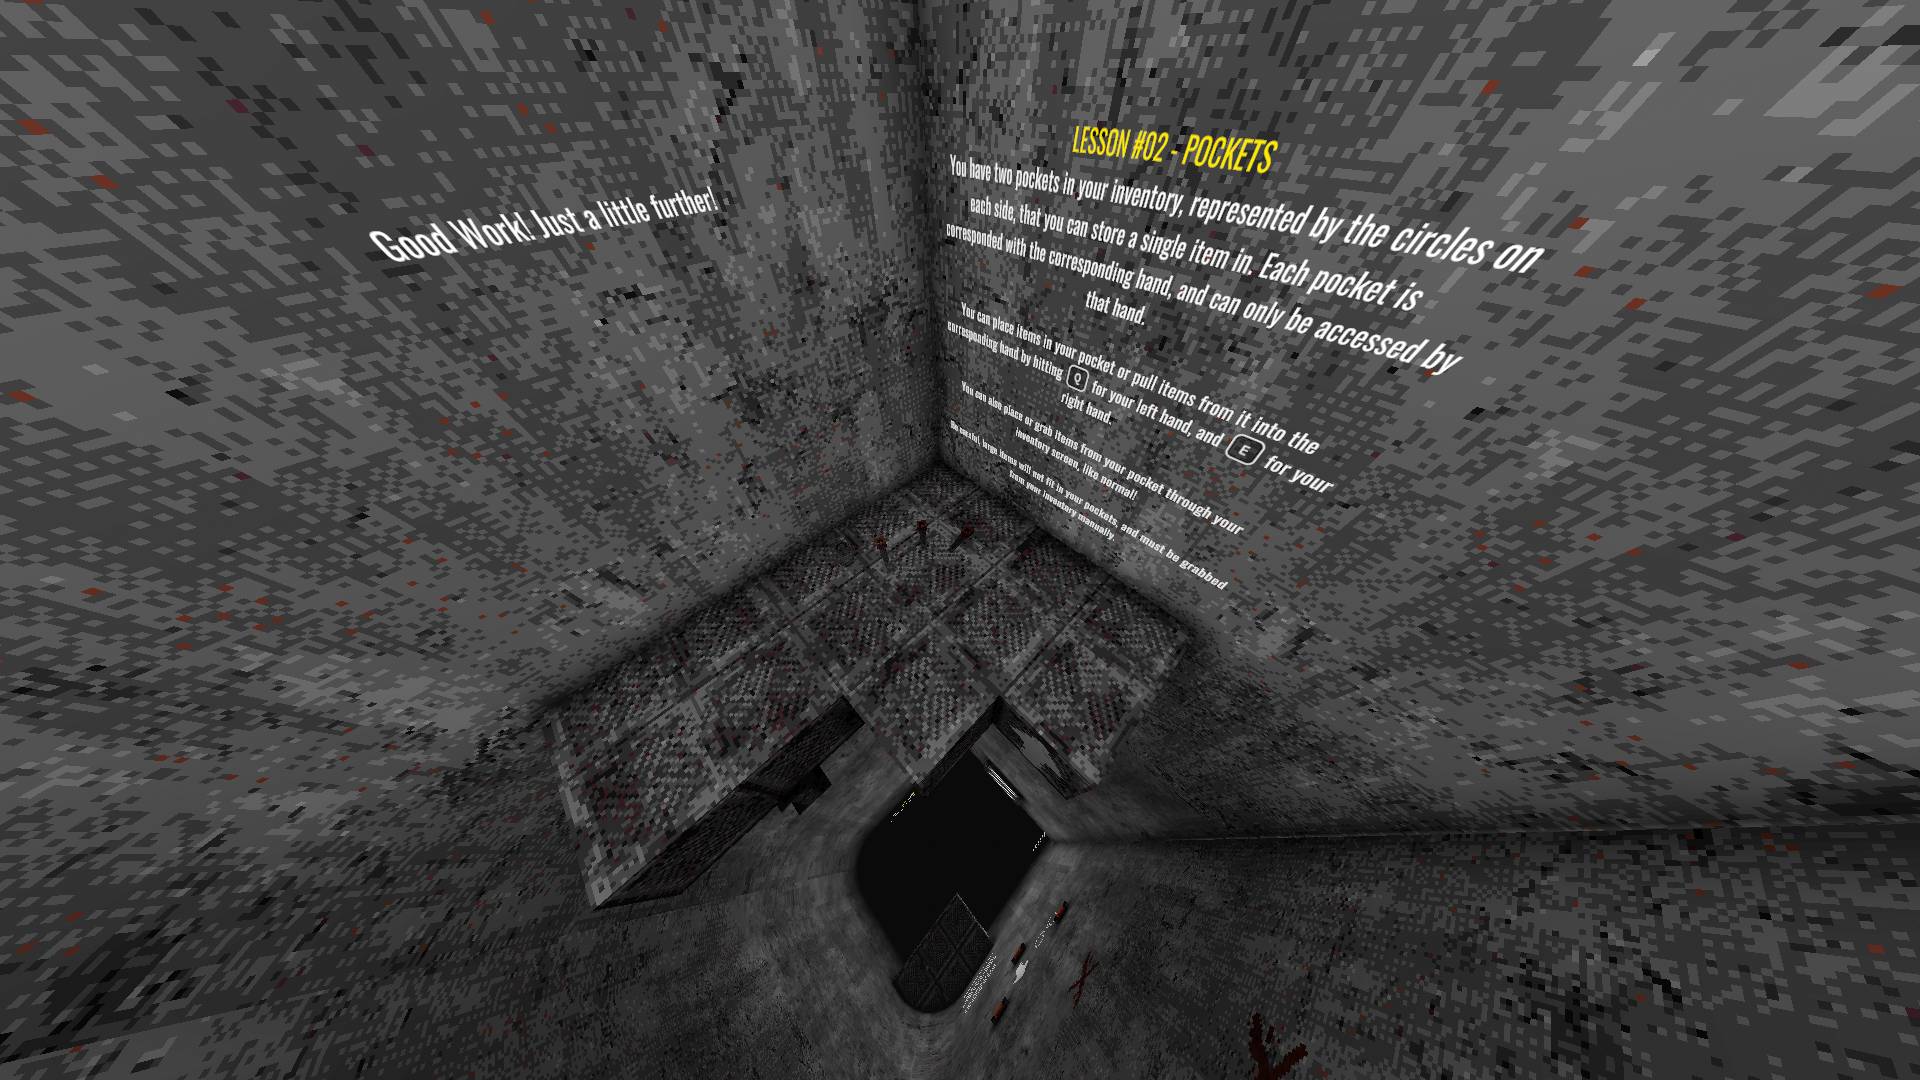 Good Work! Just a little further!
LESSON #02 - POCKETS
You have two pockets in your inventory, represented by the circles on
each side, that you can store a single item in. Each pocket is
corresponded with the corresponding hand, and can only be accessed by
that hand.
You can place items in your pocket or pull items from it into the
corresponding hand by hitting Q for your left hand, and E for your
right hand.
You can also place or grab items from your pocket through your
inventory screen, like normal!
Be careful, large items will not fit in your pockets, and must be grabbed
from your inventory manually.